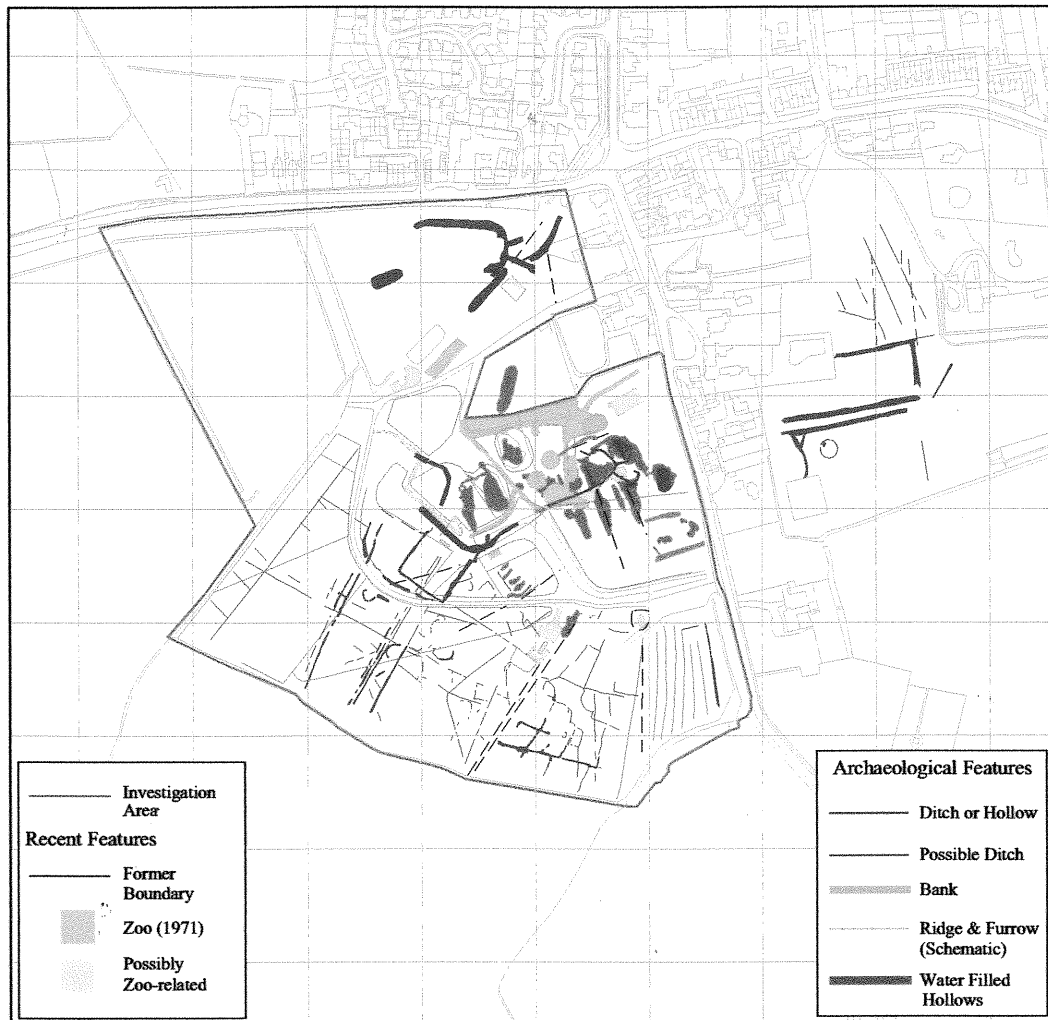 Investigation
Area
Recent Features
Former
Boundary
Zoo (1971)
Possibly
Zoo-related
Archaeological Features
Ditch or Hollow
Possible Ditch
Bank
Ridge & Furrow
(Schematic)
Water Filled
Hollows